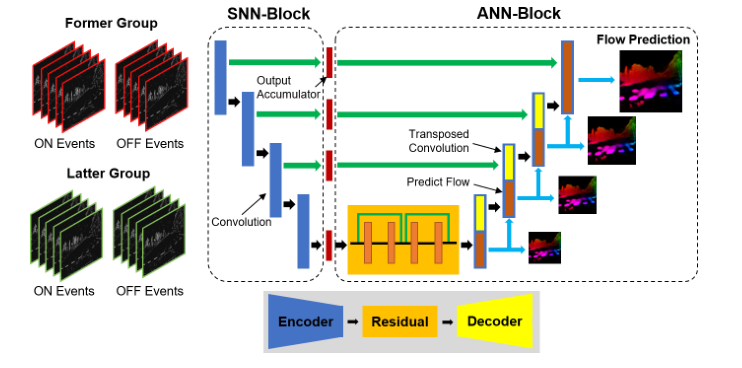 SNN-Block
ANN-Block
Former Group
ON Events
OFF Events
Latter Group
ON Events
OFF Events
Output
Accumulator
Convolution
Transposed
Convolution
Predict Flow
Flow Prediction
Encoder
Residual
Decoder